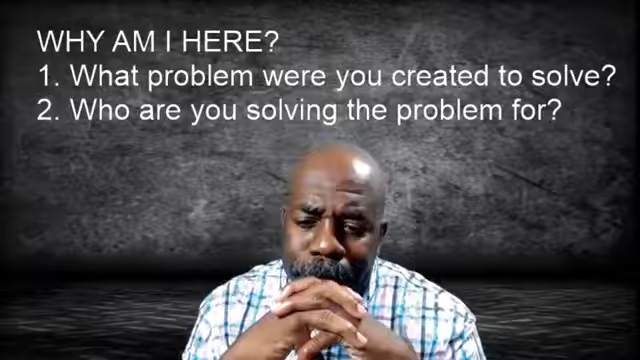 WHY AM I HERE?
1. What problem were you created to solve?
2. Who are you solving the problem for?